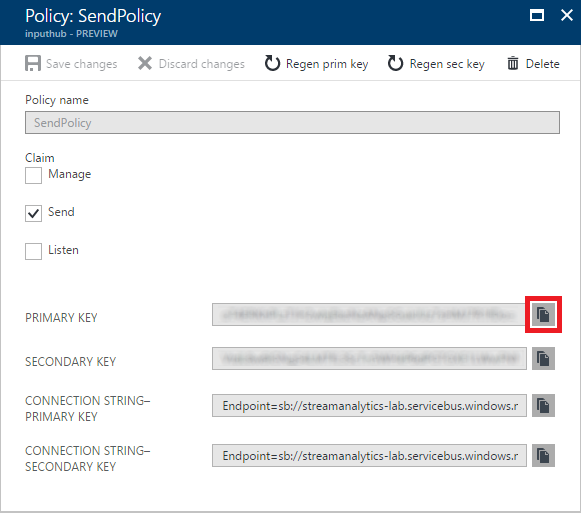 Policy: SendPolicy
inputhub - PREVIEW
Save changes Discard changes Regen prim key Regen sec key Delete
Policy name
SendPolicy
Claim
Manage
Send
Listen
PRIMARY KEY
SECONDARY KEY
CONNECTION STRING–
PRIMARY KEY
Endpoint=sb://streamanalytics-lab.servicebus.windows.r
CONNECTION STRING–
SECONDARY KEY
Endpoint=sb://streamanalytics-lab.servicebus.windows.r